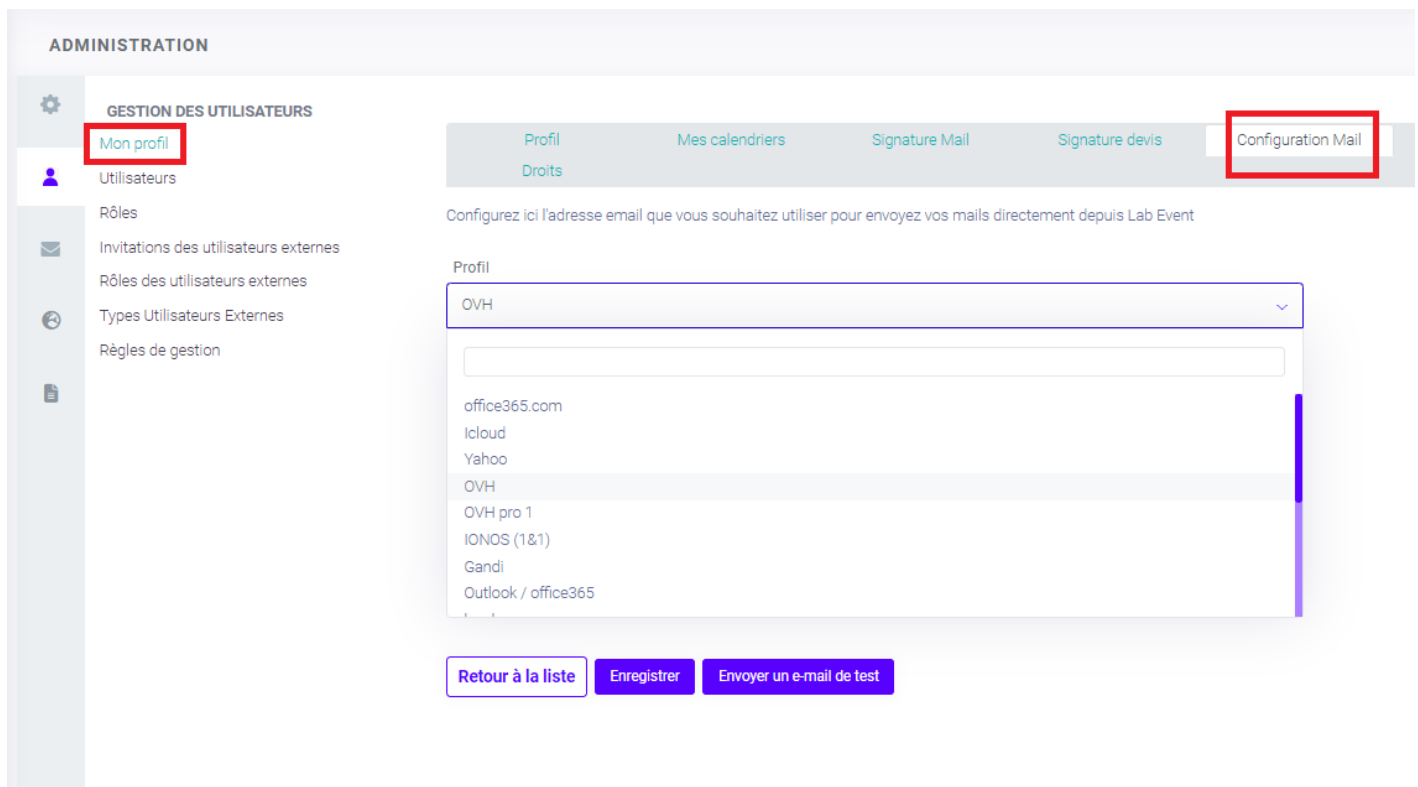 ADMINISTRATION
GESTION DES UTILISATEURS
Mon profil
Utilisateurs
Rôles
Invitations des utilisateurs externes
Rôles des utilisateurs externes
Types Utilisateurs Externes
Règles de gestion
Profil Mes calendriers Signature Mail Signature devis Configuration Mail
Droits
Configurez ici l'adresse email que vous souhaitez utiliser pour envoyez vos mails directement depuis Lab Event
Profil
OVH
office365.com
Icloud
Yahoo
OVH
OVH pro 1
IONOS (1&1)
Gandi
Outlook / office365
Retour à la liste Enregistrer Envoyer un e-mail de test